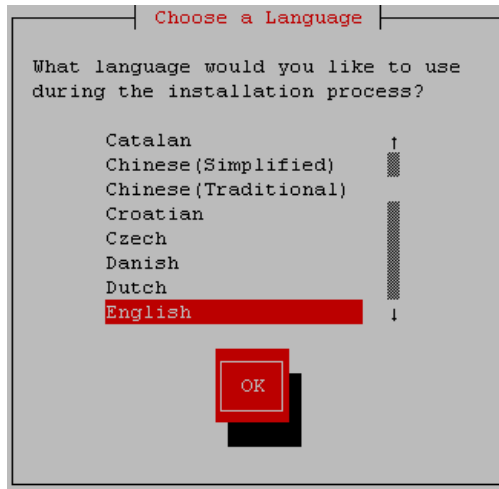 Choose a Language
What language would you like to use
during the installation process?
Catalan
Chinese(Simplified)
Chinese(Traditional)
Croatian
Czech
Danish
Dutch
English
OK